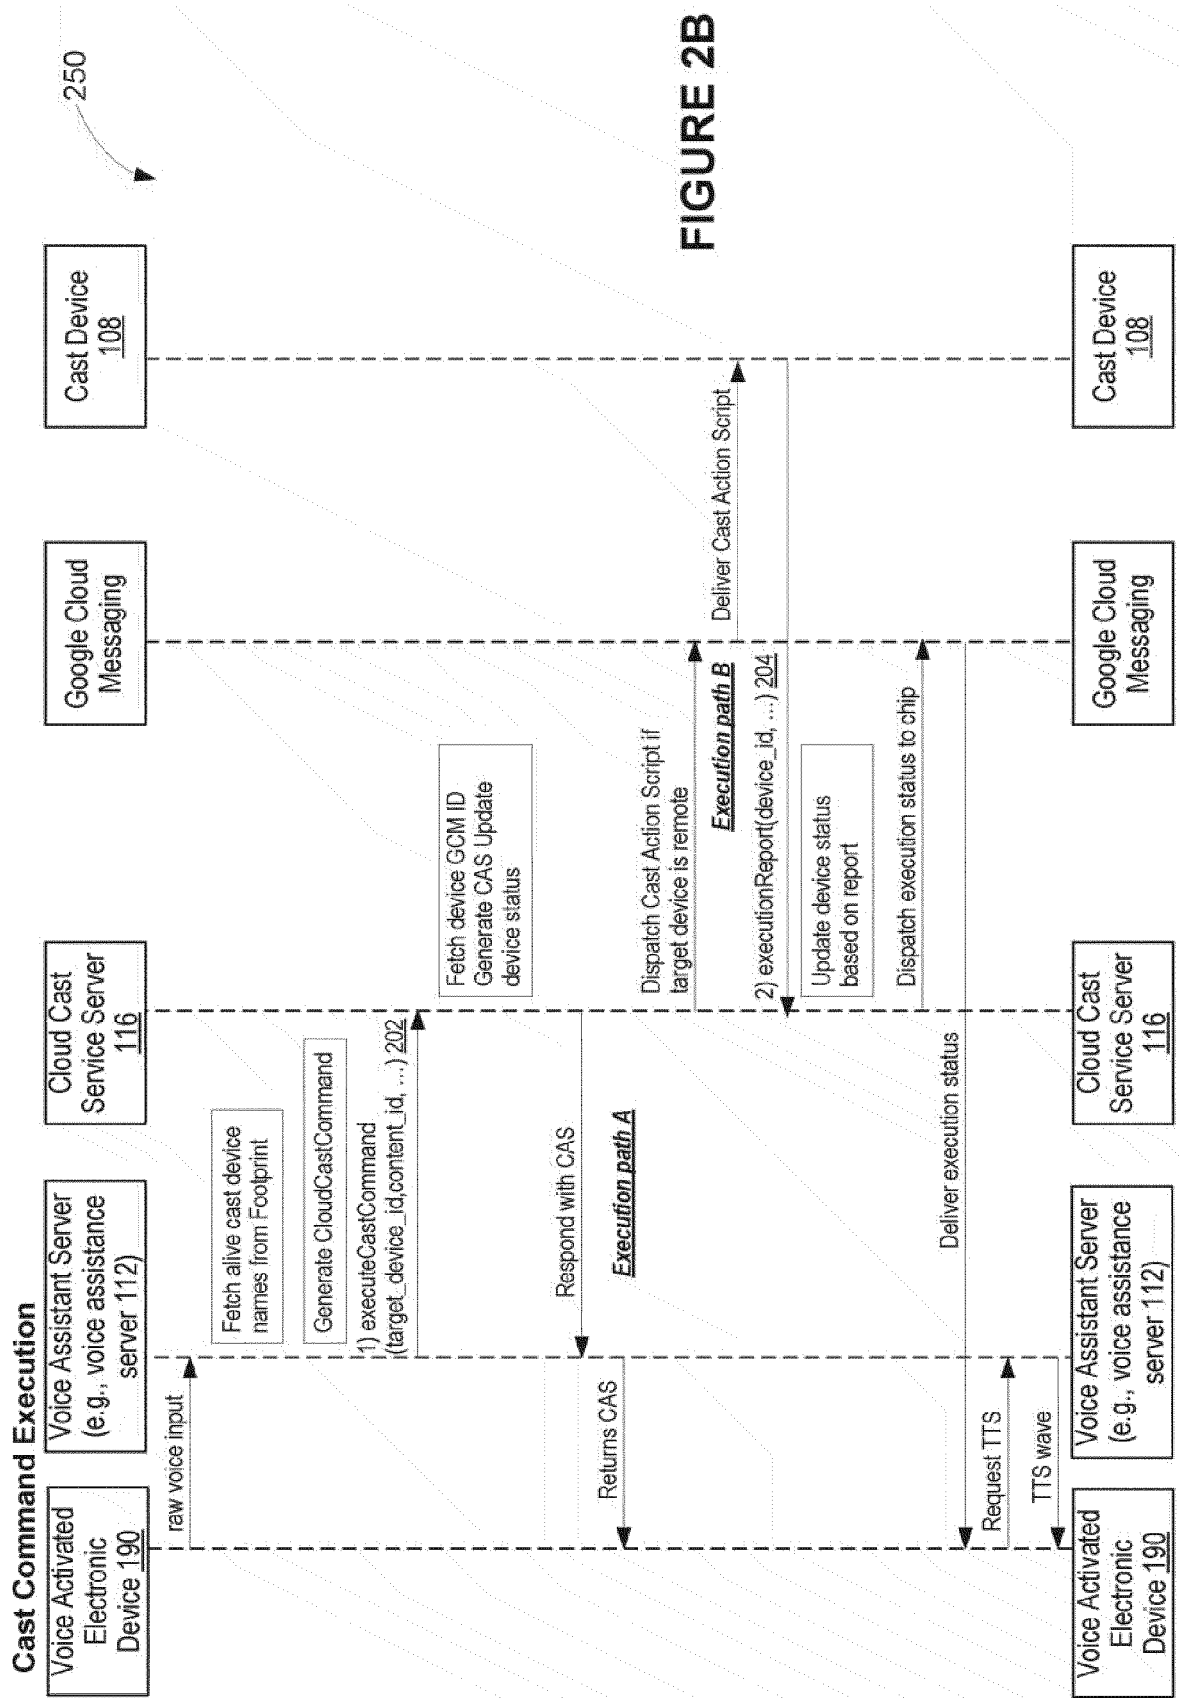 Cast Command Execution
250
Voice Activated
Electronic
Device 190
Voice Assistant Server
(e.g., voice assistance
server 112)
Cloud Cast
Service Server
116
Google Cloud
Messaging
Cast Device
108
raw voice input
Fetch alive cast device
names from Footprint
Generate CloudCastCommand
1) executeCastCommand
(target_device_id,content_id, ...) 202
Fetch device GCM ID
Generate CAS Update
device status
Respond with CAS
Returns CAS
Execution path A
Dispatch Cast Action Script if
target device is remote
Execution path B
Deliver Cast Action Script
2) executionReport(device_id, ...) 204
Update device status
based on report
Dispatch execution status to chip
Deliver execution status
Request TTS
TTS wave
Voice Activated
Electronic
Device 190
Voice Assistant Server
(e.g., voice assistance
server 112)
Cloud Cast
Service Server
116
Google Cloud
Messaging
Cast Device
108
FIGURE 2B